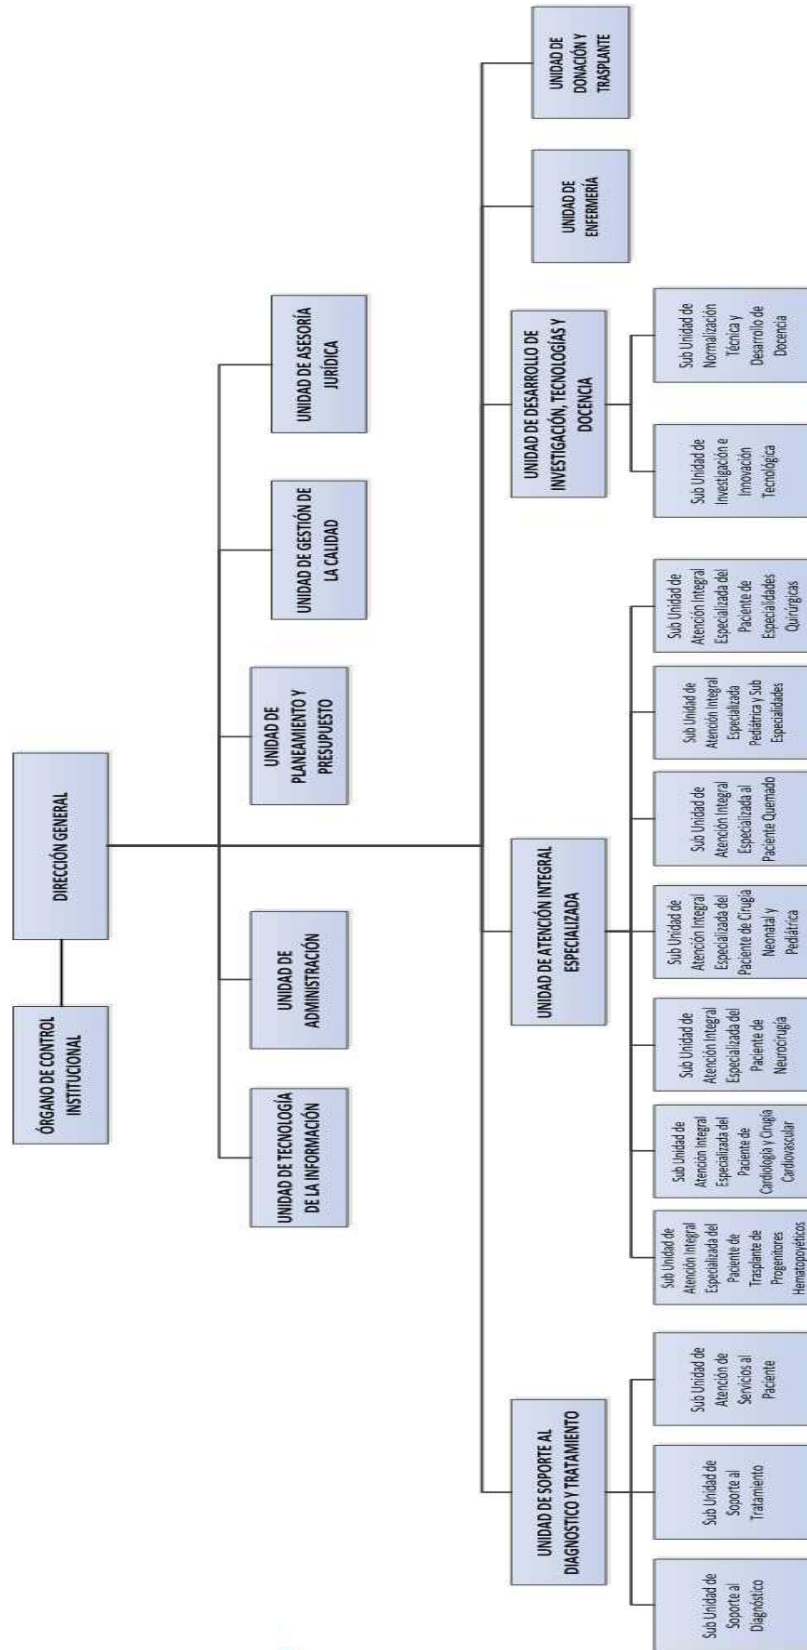 ÓRGANO DE CONTROL
INSTITUCIONAL
DIRECCIÓN GENERAL
UNIDAD DE TECNOLOGÍA
DE LA INFORMACIÓN
UNIDAD DE
ADMINISTRACIÓN
UNIDAD DE
PLANEAMIENTO Y
PRESUPUESTO
UNIDAD DE GESTIÓN DE
LA CALIDAD
UNIDAD DE ASESORÍA
JURÍDICA
UNIDAD DE SOPORTE AL
DIAGNOSTICO Y TRATAMIENTO
UNIDAD DE ATENCIÓN INTEGRAL
ESPECIALIZADA
UNIDAD DE DESARROLLO DE
INVESTIGACIÓN, TECNOLOGÍAS Y
DOCENCIA
UNIDAD DE
ENFERMERÍA
UNIDAD DE
DONACIÓN Y
TRASPLANTE
Sub Unidad de
Soporte al
Diagnóstico
Sub Unidad de
Soporte al
Tratamiento
Sub Unidad de
Atención de
Servicios al
Paciente
Sub Unidad de
Atención Integral
Especializada del
Paciente de
Trasplante de
Progenitores
Hematopoyéticos
Sub Unidad de
Atención Integral
Especializada del
Paciente de
Cardiología y Cirugía
Cardiovascular
Sub Unidad de
Atención Integral
Especializada del
Paciente de
Neurocirugía
Sub Unidad de
Atención Integral
Especializada del
Paciente de Cirugía
Neonatal y
Pediátrica
Sub Unidad de
Atención Integral
Especializada al
Paciente Quemado
Sub Unidad de
Atención Integral
Especializada
Pediátrica y Sub
Especialidades
Sub Unidad de
Atención Integral
Especializada del
Paciente de
Especialidades
Quirúrgicas
Sub Unidad de
Investigación e
Innovación
Tecnológica
Sub Unidad de
Normalización
Técnica y
Desarrollo de
Docencia